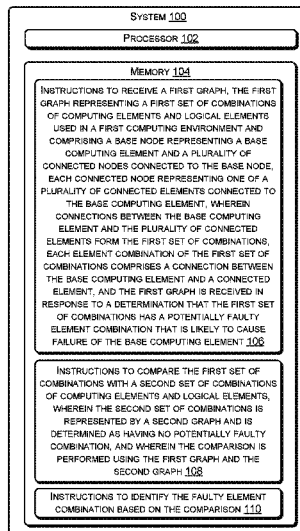 SYSTEM 100
PROCESSOR 102
MEMORY 104
INSTRUCTIONS TO RECEIVE A FIRST GRAPH, THE FIRST
GRAPH REPRESENTING A FIRST SET OF COMBINATIONS
OF COMPUTING ELEMENTS AND LOGICAL ELEMENTS
USED IN A FIRST COMPUTING ENVIRONMENT AND
COMPRISING A BASE NODE REPRESENTING A BASE
COMPUTING ELEMENT AND A PLURALITY OF
CONNECTED NODES CONNECTED TO THE BASE NODE,
EACH CONNECTED NODE REPRESENTING ONE OF A
PLURALITY OF CONNECTED ELEMENTS CONNECTED TO
THE BASE COMPUTING ELEMENT, WHEREIN
CONNECTIONS BETWEEN THE BASE COMPUTING
ELEMENT AND THE PLURALITY OF CONNECTED
ELEMENTS FORM THE FIRST SET OF COMBINATIONS,
EACH ELEMENT COMBINATION OF THE FIRST SET OF
COMBINATIONS COMPRISES A CONNECTION BETWEEN
THE BASE COMPUTING ELEMENT AND A CONNECTED
ELEMENT, AND THE FIRST GRAPH IS RECEIVED IN
RESPONSE TO A DETERMINATION THAT THE FIRST SET
OF COMBINATIONS HAS A POTENTIALLY FAULTY
ELEMENT COMBINATION THAT IS LIKELY TO CAUSE
FAILURE OF THE BASE COMPUTING ELEMENT 106
INSTRUCTIONS TO COMPARE THE FIRST SET OF
COMBINATIONS WITH A SECOND SET OF COMBINATIONS
OF COMPUTING ELEMENTS AND LOGICAL ELEMENTS,
WHEREIN THE SECOND SET OF COMBINATIONS IS
REPRESENTED BY A SECOND GRAPH AND IS
DETERMINED AS HAVING NO POTENTIALLY FAULTY
COMBINATION, AND WHEREIN THE COMPARISON IS
PERFORMED USING THE FIRST GRAPH AND THE
SECOND GRAPH 108
INSTRUCTIONS TO IDENTIFY THE FAULTY ELEMENT
COMBINATION BASED ON THE COMPARISON 110